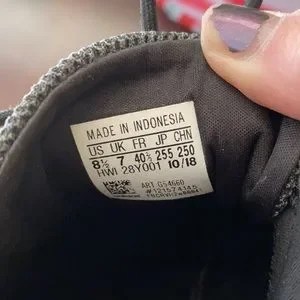 MADE IN INDONESIA
US UK FR JP CHN
8½ 7 40⅔ 255 250
HWI 28Y001 10/18
ART G54660